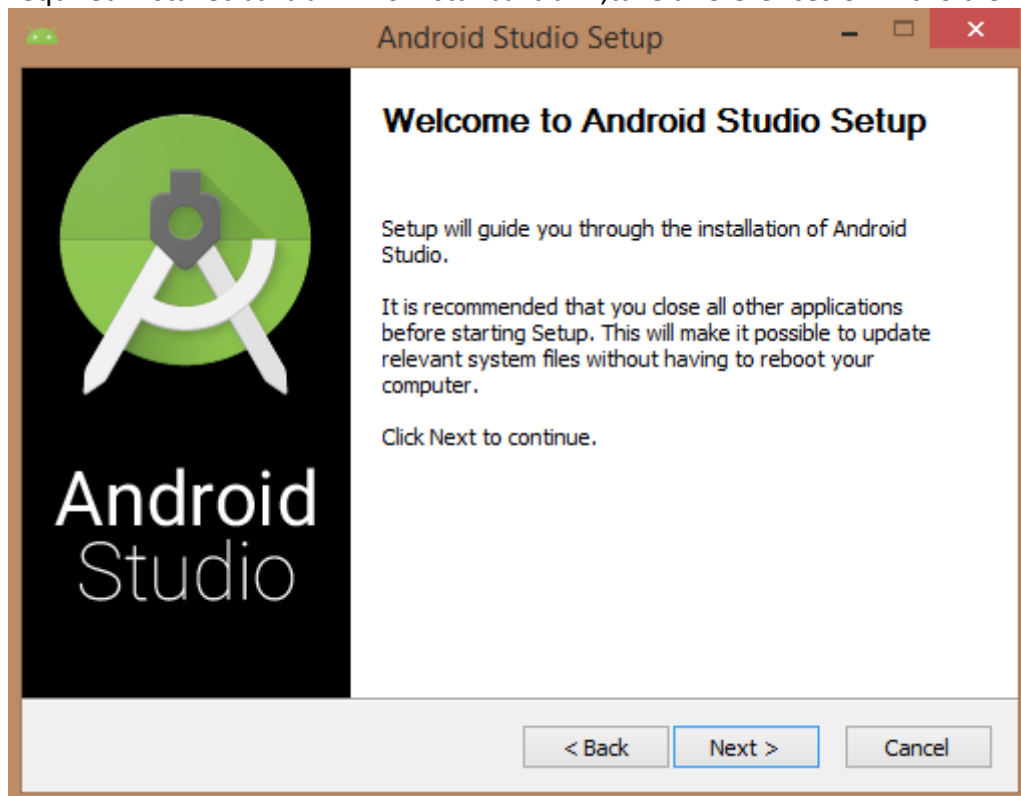 Android Studio Setup
Welcome to Android Studio Setup
Setup will guide you through the installation of Android
Studio.
It is recommended that you close all other applications
before starting Setup. This will make it possible to update
relevant system files without having to reboot your
computer.
Click Next to continue.
Android
Studio
< Back Next > Cancel